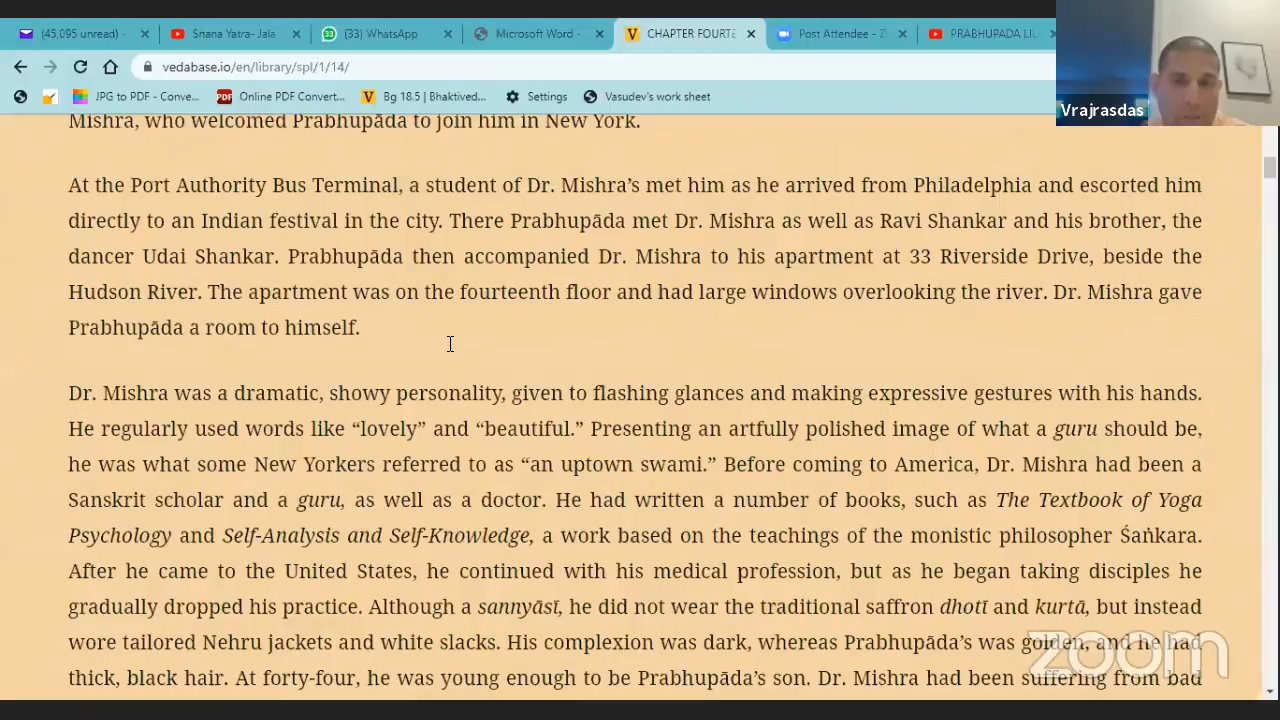 (45,095 unread) -
Snana Yatra- Jala
(33) WhatsApp
Microsoft Word -
CHAPTER FOURTE
Post Attendee - Z
PRABHUPADA LIL
vedabase.io/en/library/spl/1/14/
JPG to PDF - Conve...
Online PDF Convert...
Bg 18.5 | Bhaktived...
Settings
Vasudev's work sheet
Vrajrasdas
Mishra, who welcomed Prabhupāda to join him in New York.
At the Port Authority Bus Terminal, a student of Dr. Mishra’s met him as he arrived from Philadelphia and escorted him
directly to an Indian festival in the city. There Prabhupāda met Dr. Mishra as well as Ravi Shankar and his brother, the
dancer Udai Shankar. Prabhupāda then accompanied Dr. Mishra to his apartment at 33 Riverside Drive, beside the
Hudson River. The apartment was on the fourteenth floor and had large windows overlooking the river. Dr. Mishra gave
Prabhupāda a room to himself.
Dr. Mishra was a dramatic, showy personality, given to flashing glances and making expressive gestures with his hands.
He regularly used words like “lovely” and “beautiful.” Presenting an artfully polished image of what a guru should be,
he was what some New Yorkers referred to as “an uptown swami.” Before coming to America, Dr. Mishra had been a
Sanskrit scholar and a guru, as well as a doctor. He had written a number of books, such as The Textbook of Yoga
Psychology and Self-Analysis and Self-Knowledge, a work based on the teachings of the monistic philosopher Śaṅkara.
After he came to the United States, he continued with his medical profession, but as he began taking disciples he
gradually dropped his practice. Although a sannyāsī, he did not wear the traditional saffron dhotī and kurtā, but instead
wore tailored Nehru jackets and white slacks. His complexion was dark, whereas Prabhupāda’s was golden, and he had
thick, black hair. At forty-four, he was young enough to be Prabhupāda’s son. Dr. Mishra had been suffering from bad
zoom